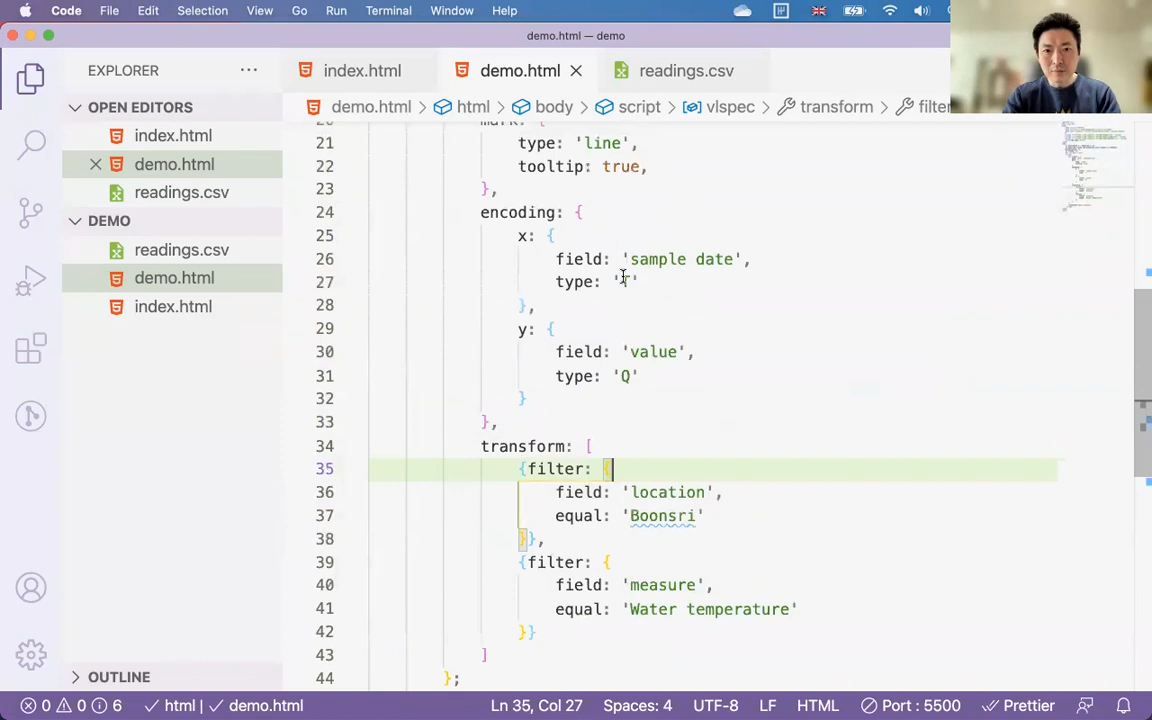 Code File Edit Selection View Go Run Terminal Window Help
demo.html — demo
EXPLORER
index.html demo.html readings.csv
OPEN EDITORS
index.html
demo.html
readings.csv
DEMO
readings.csv
demo.html
index.html
OUTLINE
demo.html html body script vlspec transform filter
21 type: 'line',
22 tooltip: true,
23 },
24 encoding: {
25 x: {
26 field: 'sample date',
27 type: 'T'
28 },
29 y: {
30 field: 'value',
31 type: 'Q'
32 }
33 },
34 transform: [
35 {filter: {
36 field: 'location',
37 equal: 'Boonsri'
38 }},
39 {filter: {
40 field: 'measure',
41 equal: 'Water temperature'
42 }}
43 ]
44 };
0 0 6 html | demo.html Ln 35, Col 27 Spaces: 4 UTF-8 LF HTML Port : 5500 Prettier